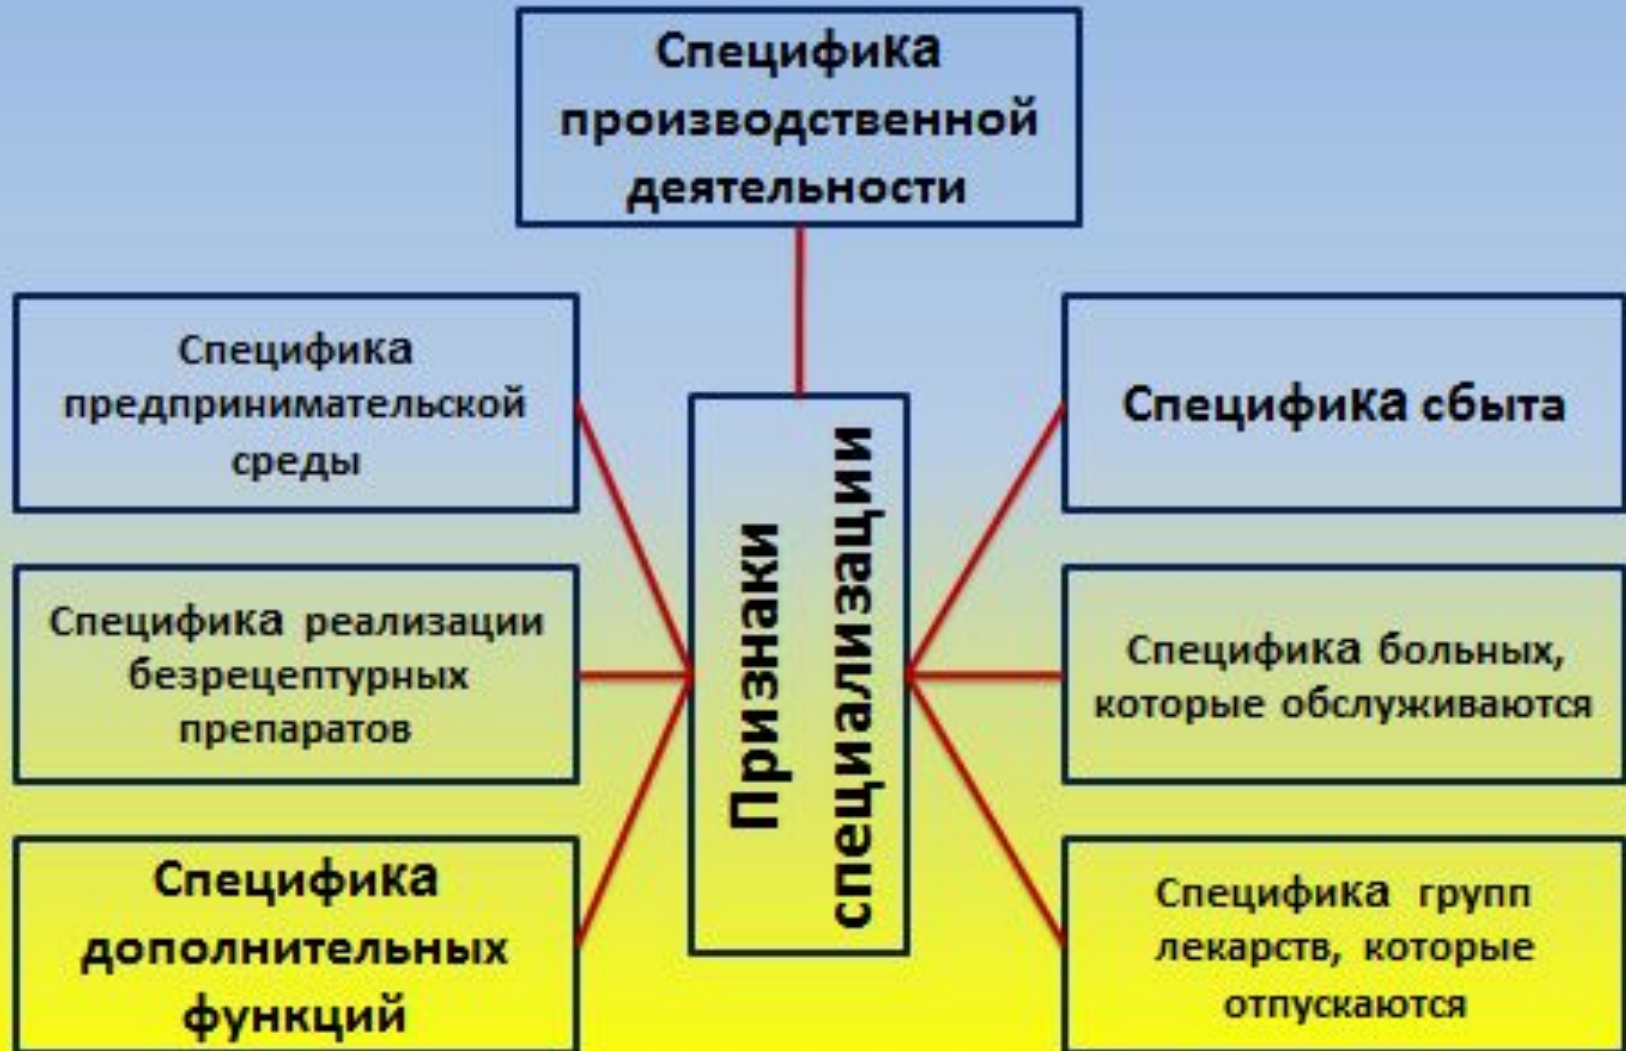 Специфика
производственной
деятельности
Специфика
предпринимательской
среды
Специфика сбыта
Признаки
специализации
Специфика реализации
безрецептурных
препаратов
Специфика больных,
которые обслуживаются
Специфика
дополнительных
функций
Специфика групп
лекарств, которые
отпускаются